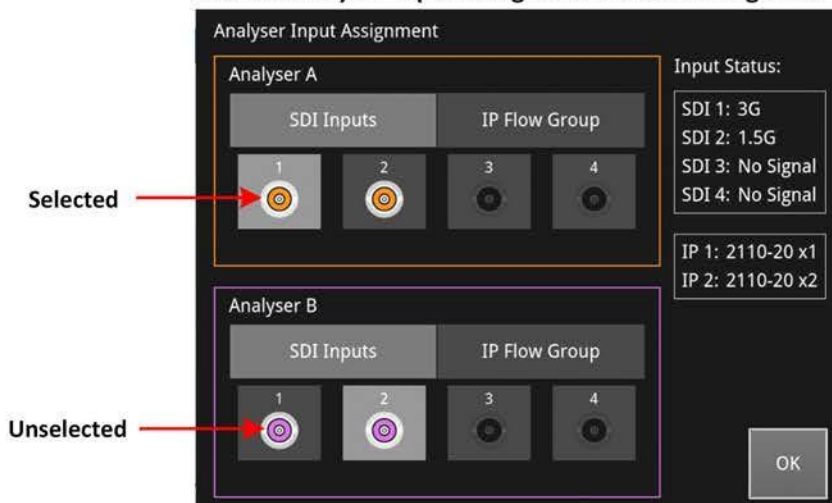 Analyser Input Assignment
Analyser A
SDI Inputs
IP Flow Group
1
2
3
4
Selected
Analyser B
SDI Inputs
IP Flow Group
1
2
3
4
Unselected
Input Status:
SDI 1: 3G
SDI 2: 1.5G
SDI 3: No Signal
SDI 4: No Signal
IP 1: 2110-20 x1
IP 2: 2110-20 x2
OK